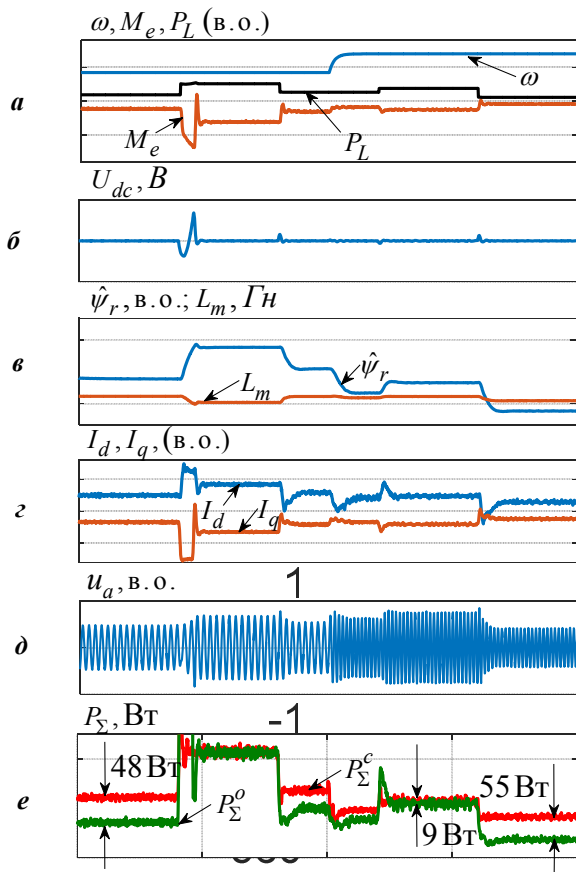 ω, M_e, P_L (в.о.)
ω
а
M_e
P_L
U_dc, В
б
ψ̂_r, в.о.; L_m, Гн
в
L_m
ψ̂_r
I_d, I_q, (в.о.)
г
I_d
I_q
u_a, в.о.
1
д
P_Σ, Вт
-1
48 Вт
P_Σ^c
55 Вт
е
P_Σ^o
9 Вт